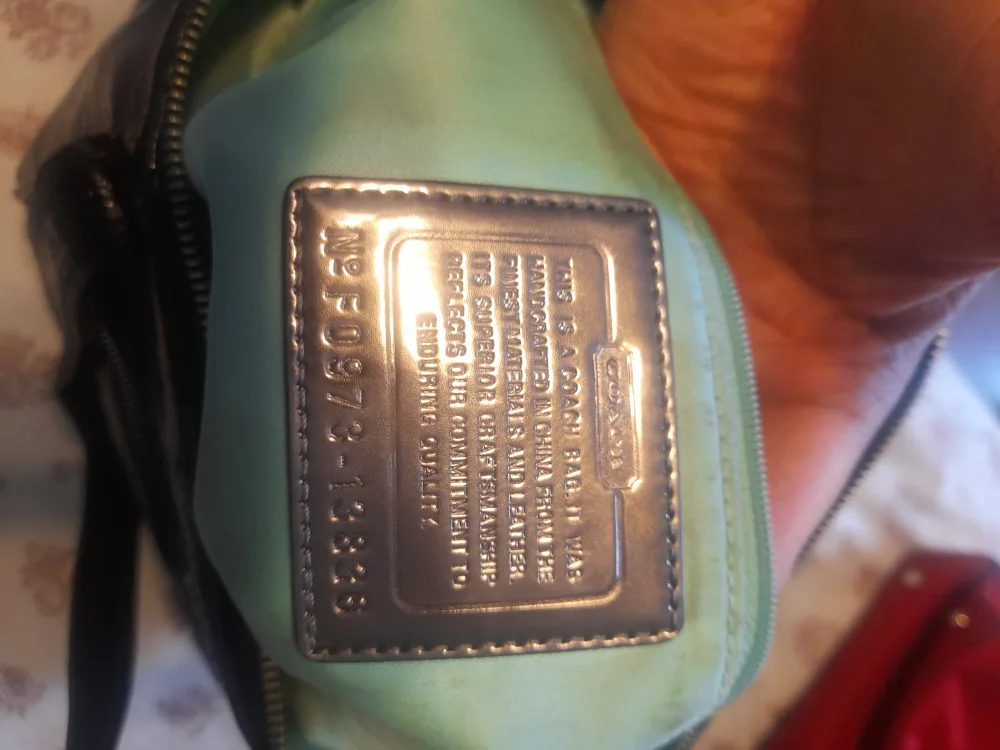 COACH
THIS IS A COACH BAG. IT WAS
HANDCRAFTED IN CHINA FROM THE
FINEST MATERIALS AND LEATHER.
ITS SUPERIOR CRAFTSMANSHIP
REFLECTS OUR COMMITMENT TO
ENDURING QUALITY
Nº F0973-13836